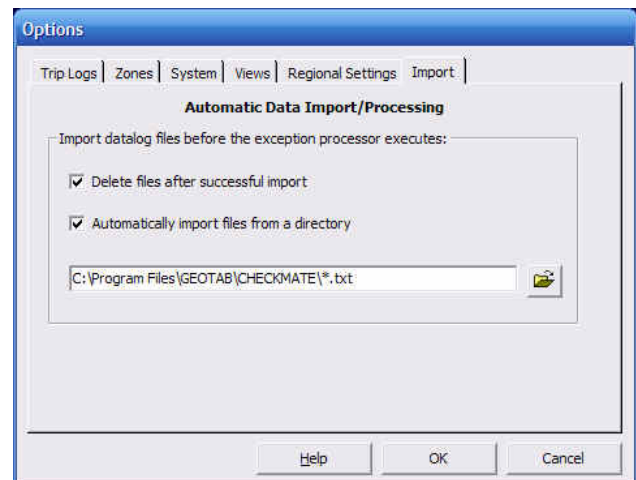 Options
Trip Logs Zones System Views Regional Settings Import
Automatic Data Import/Processing
Import datalog files before the exception processor executes:
Delete files after successful import
Automatically import files from a directory
C:\Program Files\GEOTAB\CHECKMATE\*.txt
Help OK Cancel